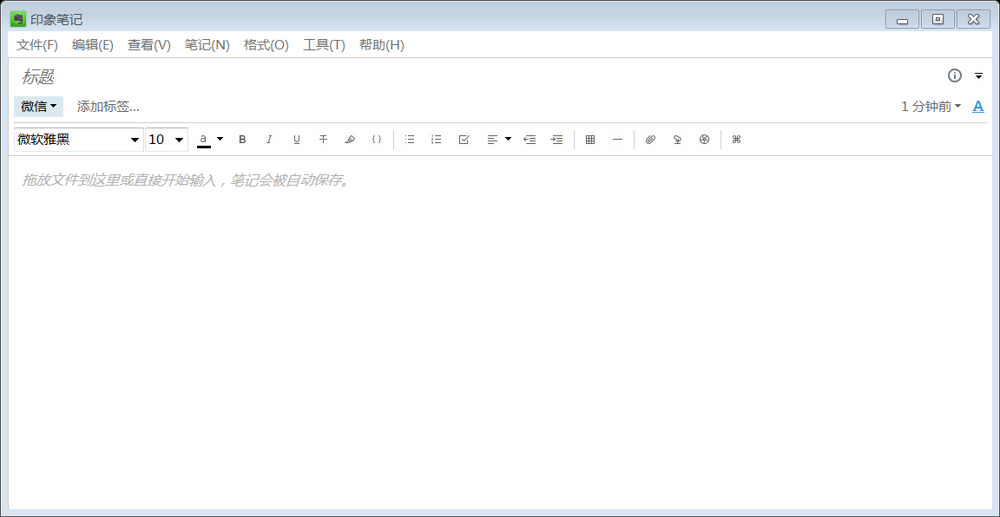 印象笔记
文件(F) 编辑(E) 查看(V) 笔记(N) 格式(O) 工具(T) 帮助(H)
标题
微信 添加标签... 1 分钟前 A
微软雅黑 10 a B I U T { }
拖放文件到这里或直接开始输入，笔记会被自动保存。